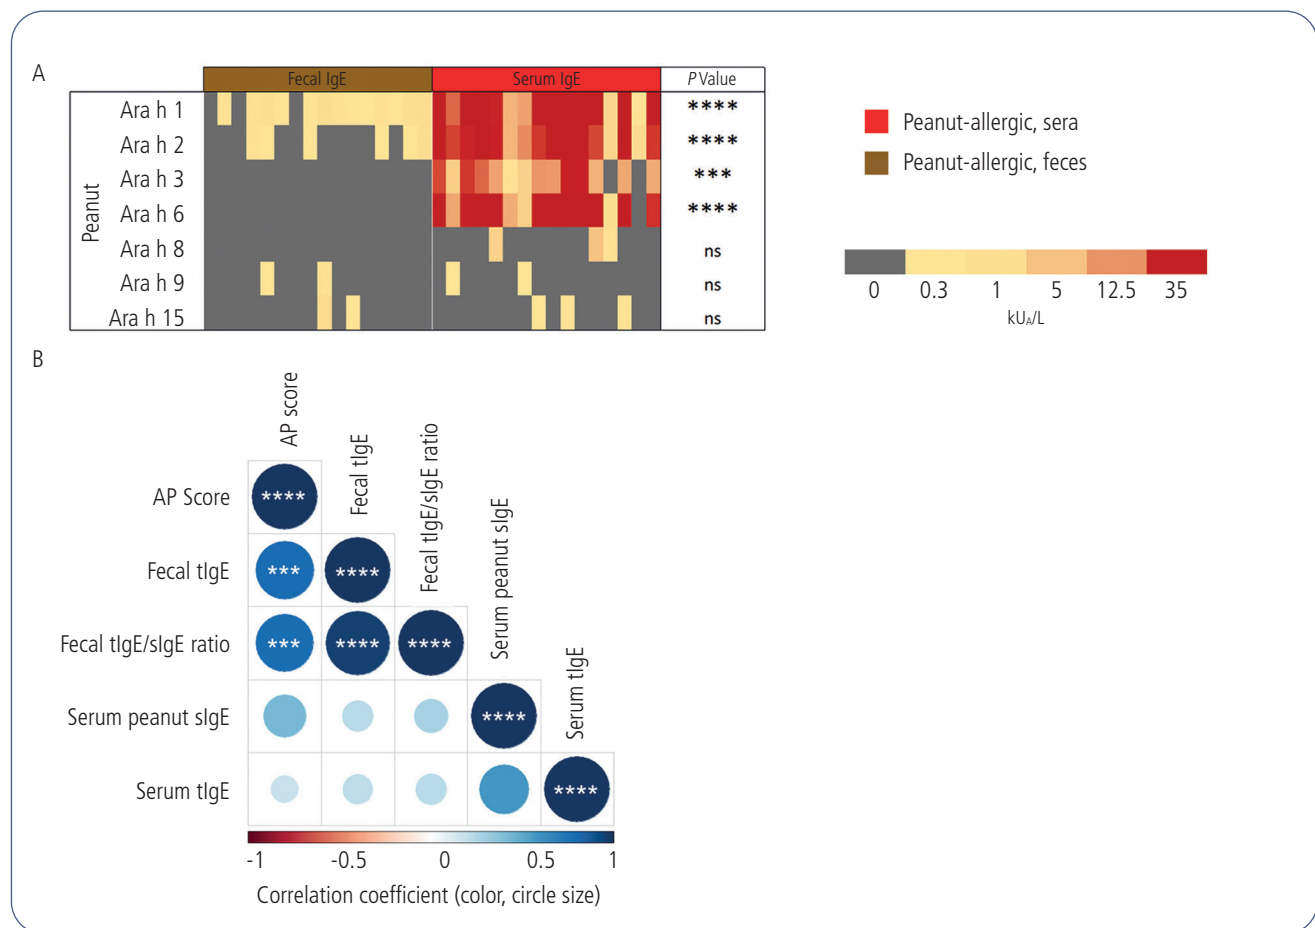 A
Fecal IgE Serum IgE P Value
Peanut
Ara h 1 ****
Ara h 2 ****
Ara h 3 ***
Ara h 6 ****
Ara h 8 ns
Ara h 9 ns
Ara h 15 ns
Peanut-allergic, sera
Peanut-allergic, feces
0 0.3 1 5 12.5 35
kUA/L
B
AP score
Fecal tIgE
Fecal tIgE/sIgE ratio
Serum peanut sIgE
Serum tIgE
AP Score ****
Fecal tIgE *** ****
Fecal tIgE/sIgE ratio *** **** ****
Serum peanut sIgE ****
Serum tIgE ****
-1 -0.5 0 0.5 1
Correlation coefficient (color, circle size)